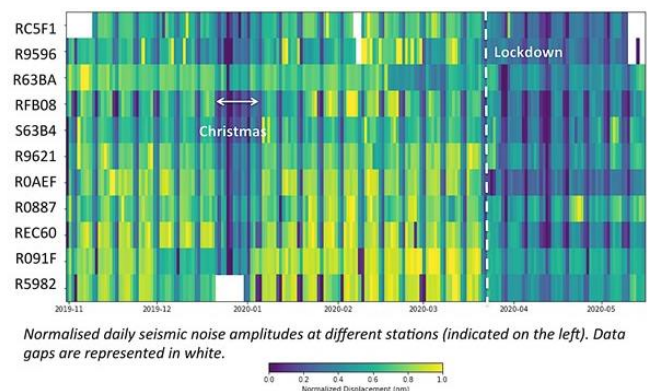 RC5F1
R9596
Lockdown
R63BA
RFB08
Christmas
S63B4
R9621
R0AEF
R0887
REC60
R091F
R5982
2019-11 2019-12 2020-01 2020-02 2020-03 2020-04 2020-05
Normalised daily seismic noise amplitudes at different stations (indicated on the left). Data
gaps are represented in white.
0.0 0.2 0.4 0.6 0.8 1.0
Normalized Displacement (nm)